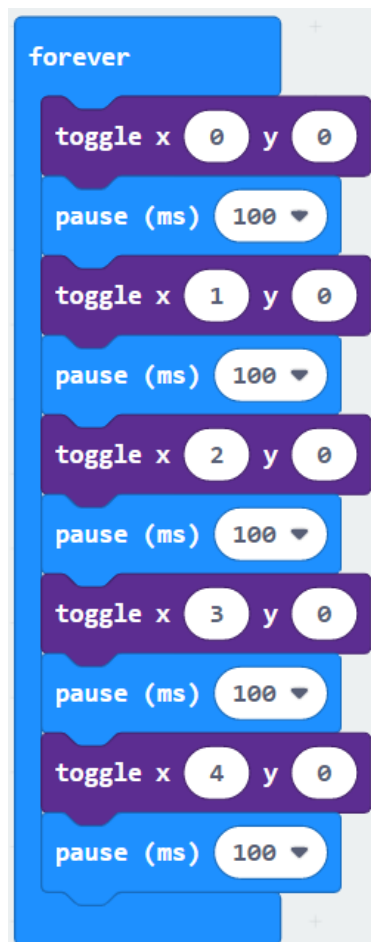 forever
toggle x 0 y 0
pause (ms) 100
toggle x 1 y 0
pause (ms) 100
toggle x 2 y 0
pause (ms) 100
toggle x 3 y 0
pause (ms) 100
toggle x 4 y 0
pause (ms) 100